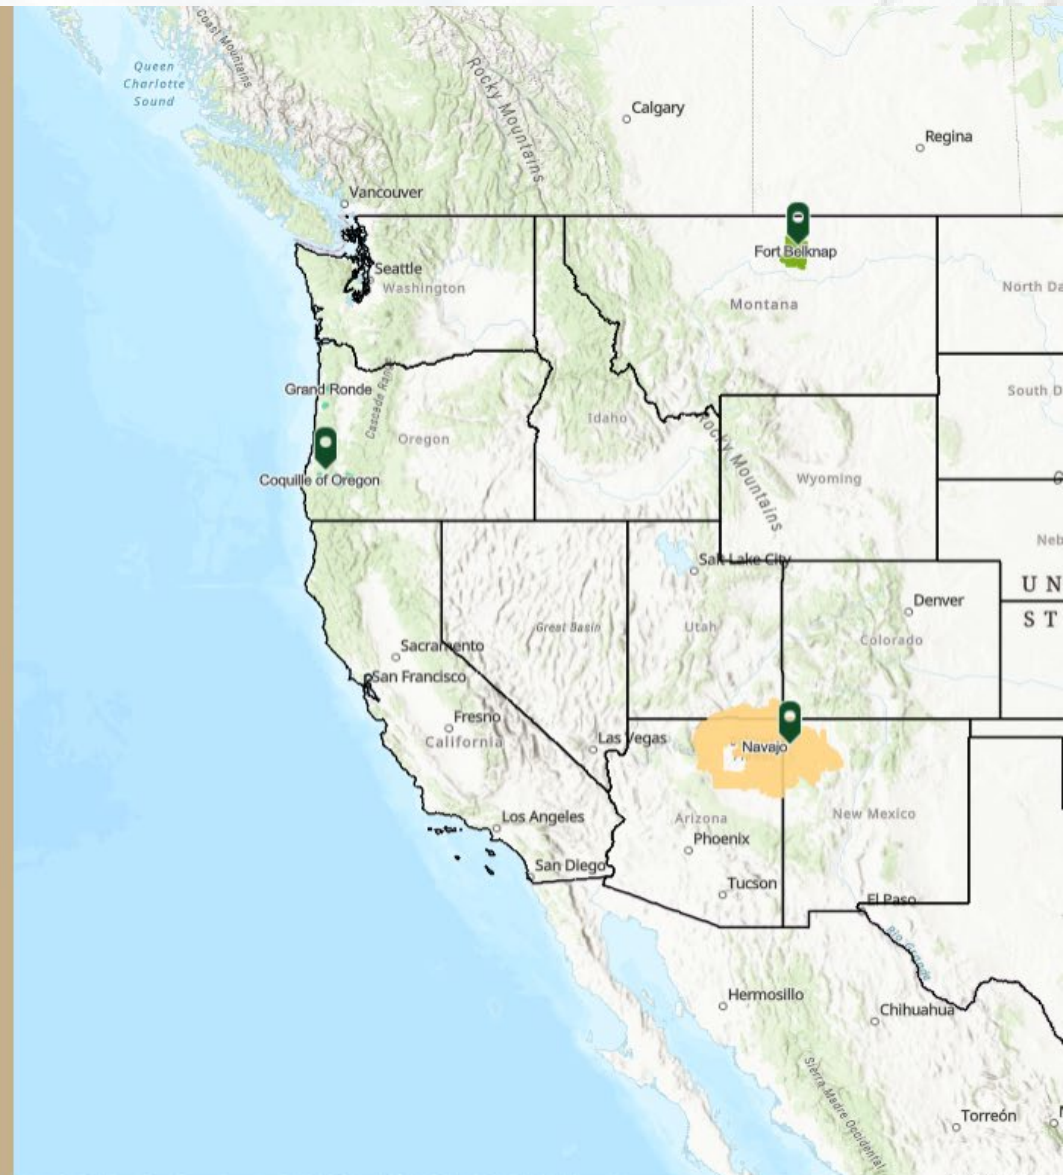 Coast Mountains
Queen
Charlotte
Sound
Rocky Mountains
Calgary
Regina
Vancouver
Fort Belknap
Seattle
Washington
North Da
Montana
Grand Ronde
Cascade Range
South D
Idaho
Oregon
Rocky Mountains
Coquille of Oregon
Wyoming
Neb
Salt Lake City
U N
Denver
S T
Great Basin
Utah
Colorado
Sacramento
San Francisco
Fresno
California
Las Vegas
Navajo
Los Angeles
Arizona
New Mexico
Phoenix
San Diego
Tucson
El Paso
Rio Grande
Hermosillo
Chihuahua
Sierra Madre Occidental
Torreón